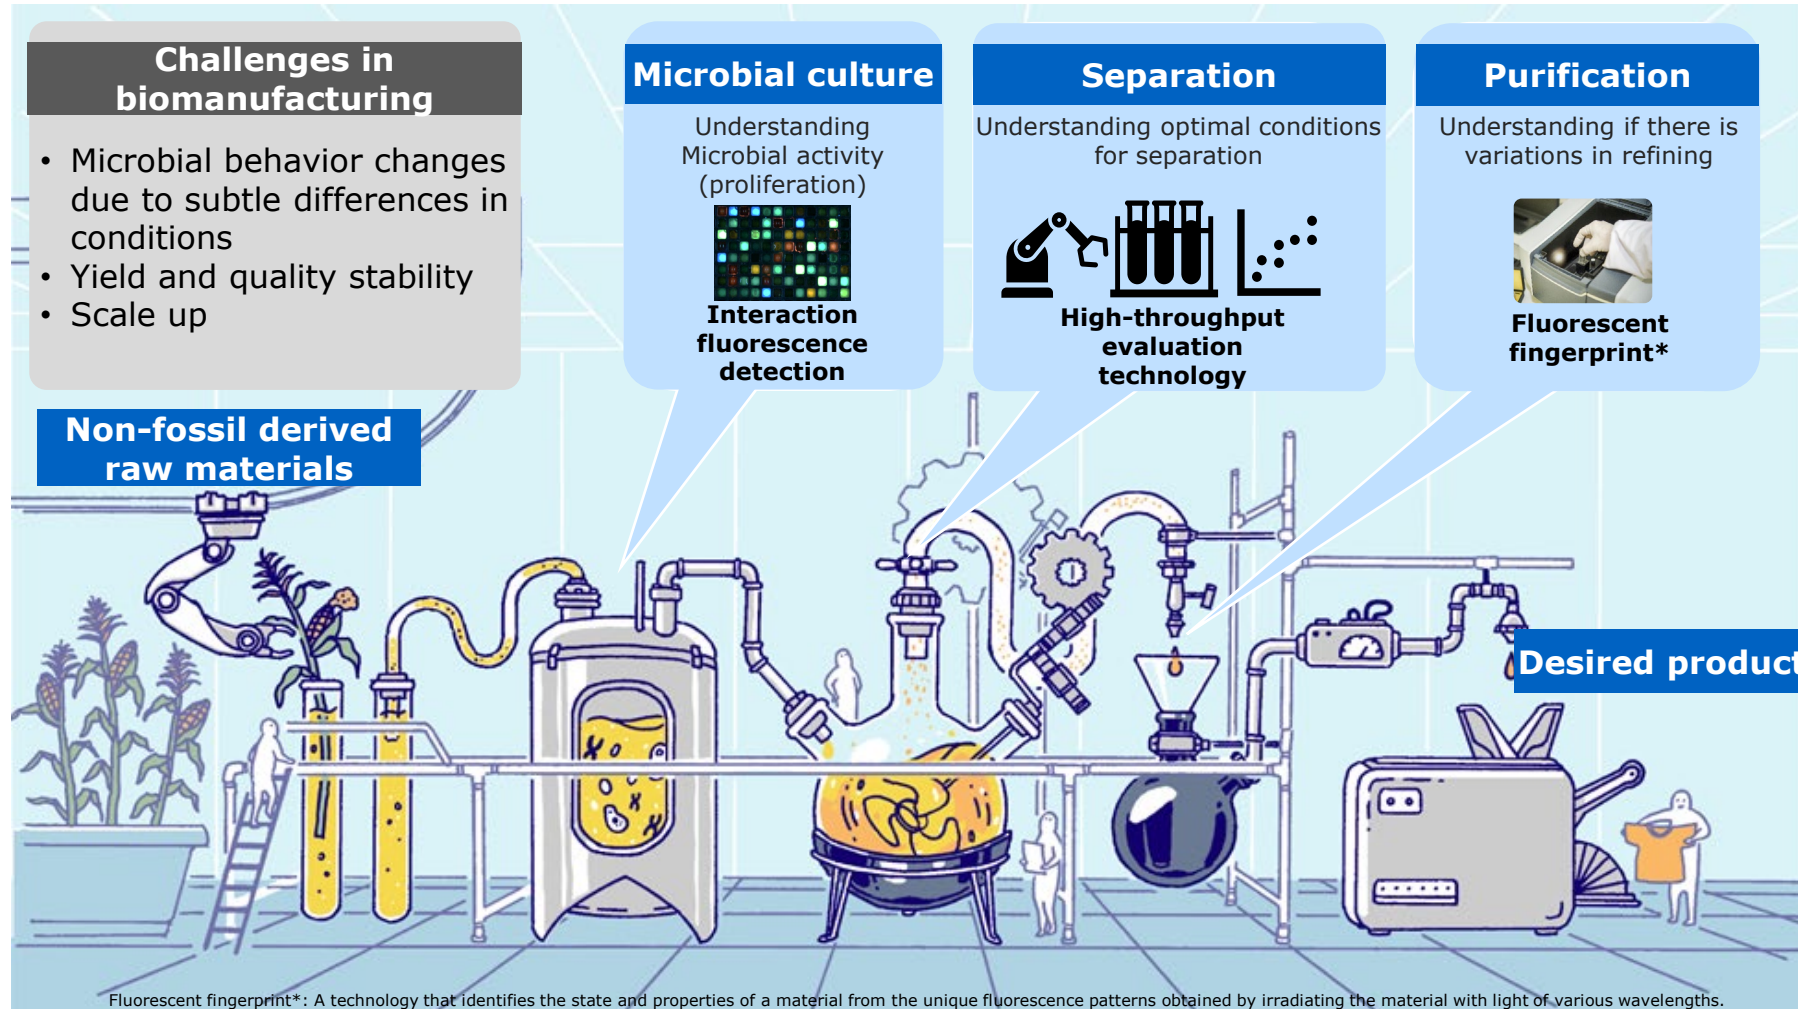 Challenges in
biomanufacturing
• Microbial behavior changes
due to subtle differences in
conditions
• Yield and quality stability
• Scale up
Microbial culture
Understanding
Microbial activity
(proliferation)
Interaction
fluorescence
detection
Separation
Understanding optimal conditions
for separation
High-throughput
evaluation
technology
Purification
Understanding if there is
variations in refining
Fluorescent
fingerprint*
Non-fossil derived
raw materials
Desired product
Fluorescent fingerprint*: A technology that identifies the state and properties of a material from the unique fluorescence patterns obtained by irradiating the material with light of various wavelengths.